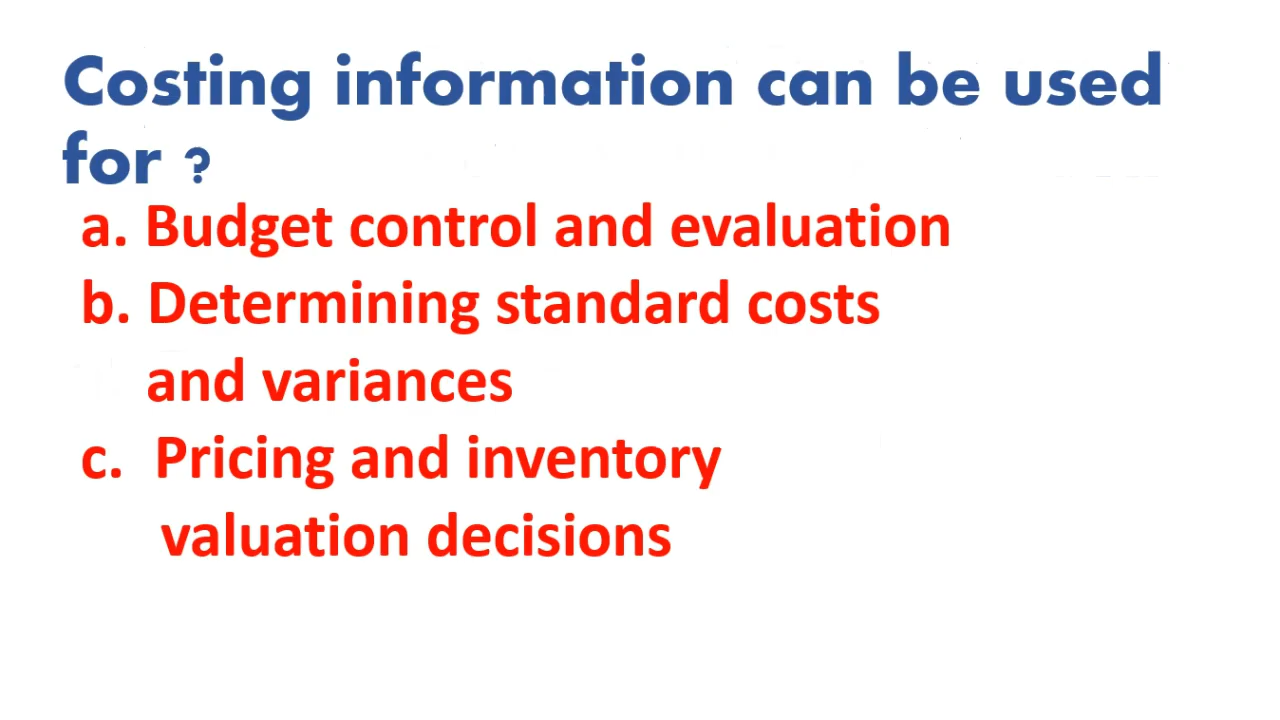 Costing information can be used
for ?
a. Budget control and evaluation
b. Determining standard costs
and variances
c. Pricing and inventory
valuation decisions